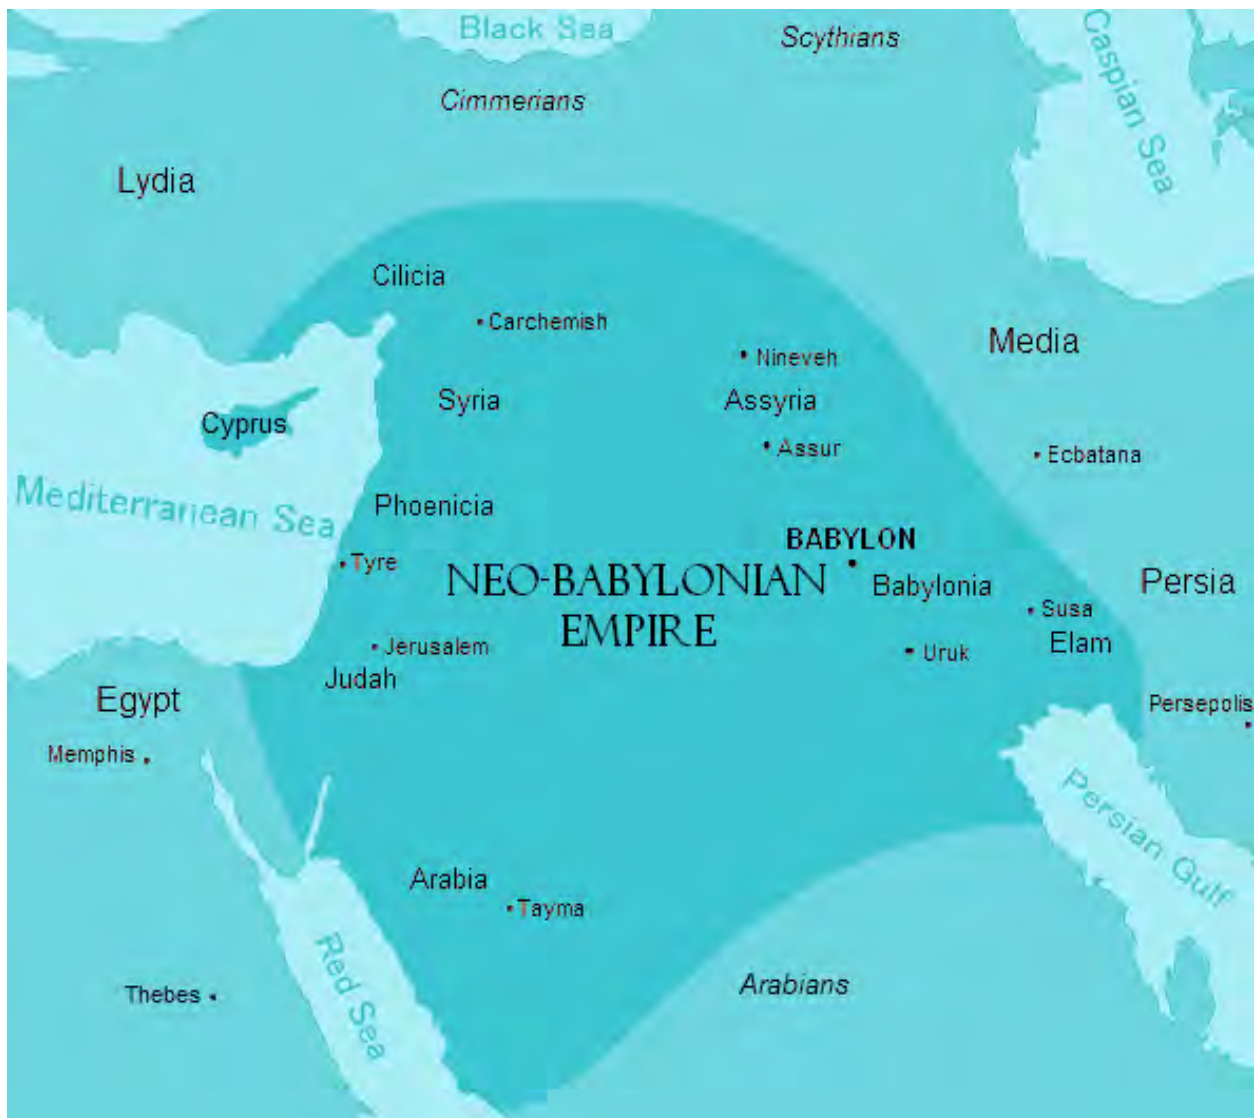 Black Sea
Scythians
Caspian Sea
Cimmerians
Lydia
Cilicia
Carchemish
Media
Nineveh
Syria
Assyria
Cyprus
Assur
Ecbatana
Mediterranean Sea
Phoenicia
BABYLON
Tyre
NEO-BABYLONIAN
EMPIRE
Babylonia
Persia
Susa
Elam
Jerusalem
Judah
Uruk
Egypt
Persepolis
Memphis
Persian Gulf
Arabia
Tayma
Red Sea
Thebes
Arabians